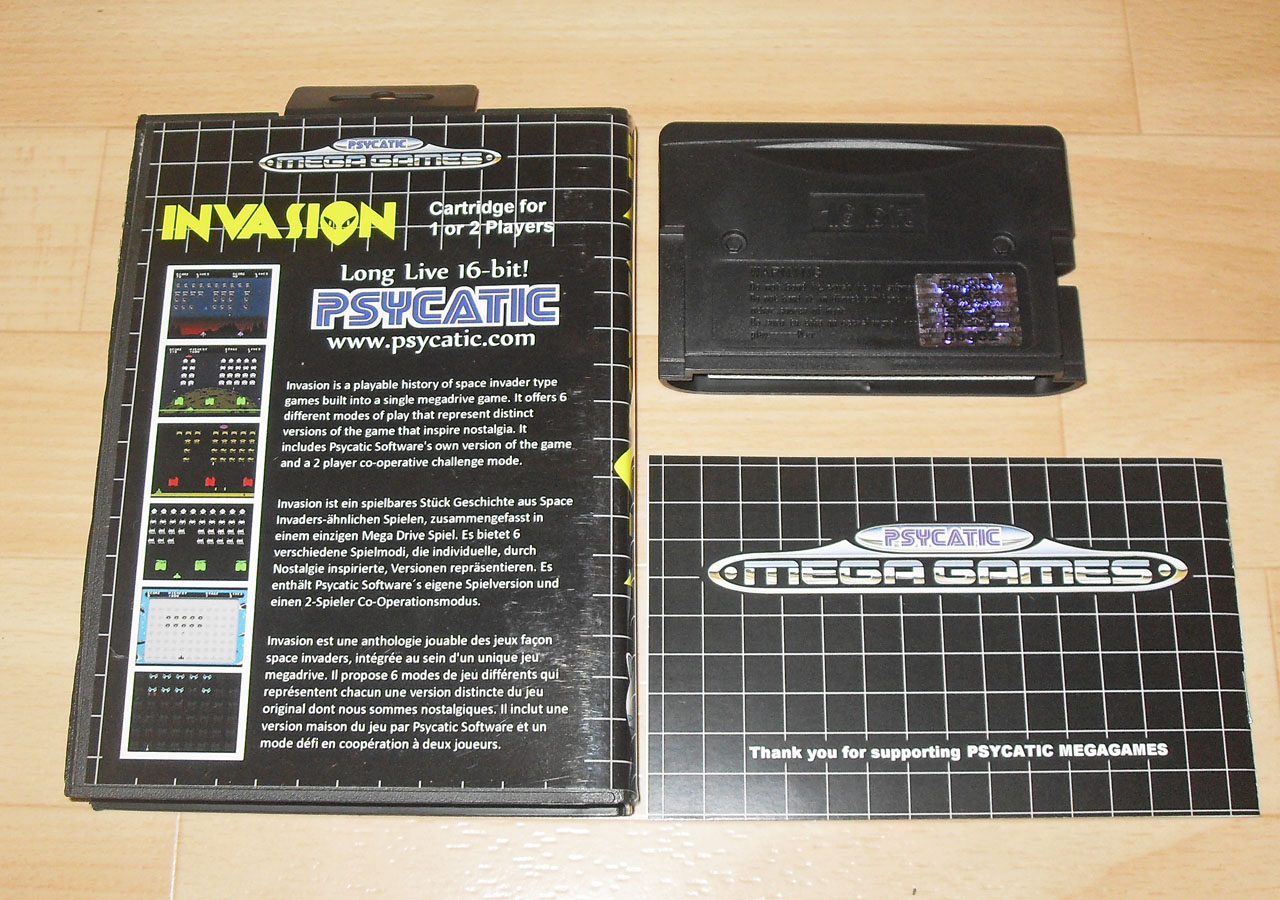 PSYCATIC
MEGA GAMES
INVASION
Cartridge for
1 or 2 Players
Long Live 16-bit!
PSYCATIC
www.psycatic.com
Invasion is a playable history of space invader type
games built into a single megadrive game. It offers 6
different modes of play that represent distinct
versions of the game that inspire nostalgia. It
includes Psycatic Software's own version of the game
and a 2 player co-operative challenge mode.
Invasion ist ein spielbares Stück Geschichte aus Space
Invaders-ähnlichen Spielen, zusammengefasst in
einem einzigen Mega Drive Spiel. Es bietet 6
verschiedene Spielmodi, die individuelle, durch
Nostalgie inspirierte, Versionen repräsentieren. Es
enthält Psycatic Software´s eigene Spielversion und
einen 2-Spieler Co-Operationsmodus.
Invasion est une anthologie jouable des jeux façon
space invaders, intégrée au sein d'un unique jeu
megadrive. Il propose 6 modes de jeu différents qui
représentent chacun une version distincte du jeu
original dont nous sommes nostalgiques. Il inclut une
version maison du jeu par Psycatic Software et un
mode défi en coopération à deux joueurs.
16 BIT
WARNING
PSYCATIC
MEGA GAMES
Thank you for supporting PSYCATIC MEGAGAMES